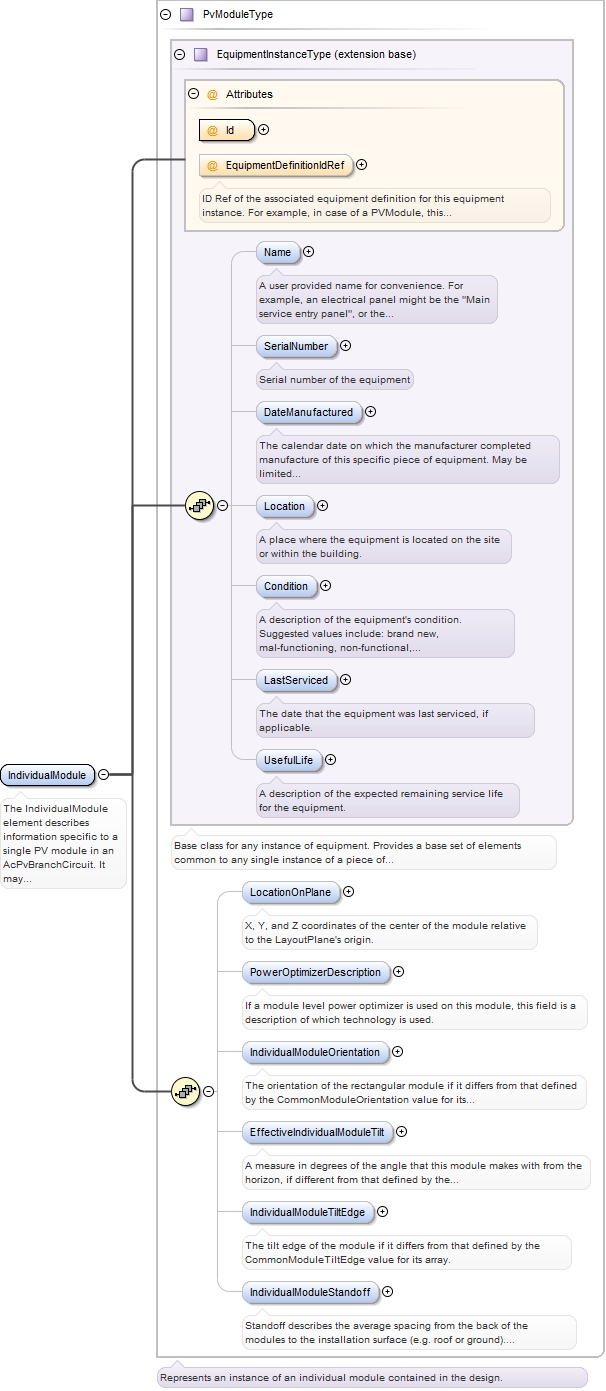 PvModuleType
EquipmentInstanceType (extension base)
@ Attributes
@ Id
@ EquipmentDefinitionIdRef
ID Ref of the associated equipment definition for this equipment
instance. For example, in case of a PVModule, this...
Name
A user provided name for convenience. For
example, an electrical panel might be the "Main
service entry panel", or the...
SerialNumber
Serial number of the equipment
DateManufactured
The calendar date on which the manufacturer completed
manufacture of this specific piece of equipment. May be
limited...
Location
A place where the equipment is located on the site
or within the building.
Condition
A description of the equipment's condition.
Suggested values include: brand new,
mal-functioning, non-functional,...
LastServiced
The date that the equipment was last serviced, if
applicable.
UsefulLife
A description of the expected remaining service life
for the equipment.
IndividualModule
The IndividualModule
element describes
information specific to a
single PV module in an
AcPvBranchCircuit. It
may...
Base class for any instance of equipment. Provides a base set of elements
common to any single instance of a piece of...
LocationOnPlane
X, Y, and Z coordinates of the center of the module relative
to the LayoutPlane's origin.
PowerOptimizerDescription
If a module level power optimizer is used on this module, this field is a
description of which technology is used.
IndividualModuleOrientation
The orientation of the rectangular module if it differs from that defined
by the CommonModuleOrientation value for its...
EffectiveIndividualModuleTilt
A measure in degrees of the angle that this module makes with from the
horizon, if different from that defined by the...
IndividualModuleTiltEdge
The tilt edge of the module if it differs from that defined by the
CommonModuleTiltEdge value for its array.
IndividualModuleStandoff
Standoff describes the average spacing from the back of the
modules to the installation surface (e.g. roof or ground)....
Represents an instance of an individual module contained in the design.